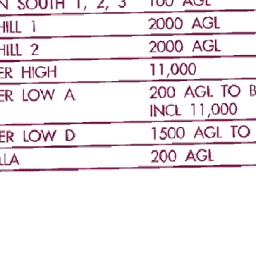 SOUTH 1, 2, 3 100 AGL
HILL 1 2000 AGL
HILL 2 2000 AGL
ER HIGH 11,000
ER LOW A 200 AGL TO B
INCL 11,000
ER LOW D 1500 AGL TO
LLA 200 AGL